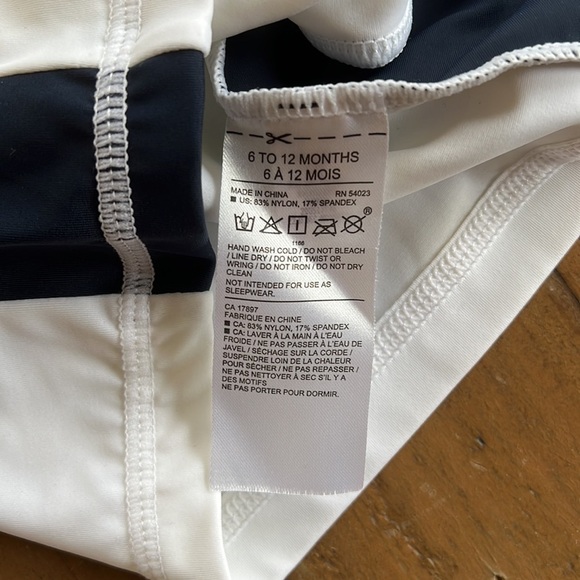 6 TO 12 MONTHS
6 À 12 MOIS
MADE IN CHINA RN 54023
■ US: 83% NYLON, 17% SPANDEX
®
1166
HAND WASH COLD / DO NOT BLEACH
/ LINE DRY / DO NOT TWIST OR
WRING / DO NOT IRON / DO NOT DRY
CLEAN
NOT INTENDED FOR USE AS
SLEEPWEAR.
CA 17897
FABRIQUE EN CHINE
■ CA: 83% NYLON, 17% SPANDEX
■ CA: LAVER À LA MAIN À L'EAU
FROIDE / NE PAS PASSER À L'EAU DE
JAVEL / SÉCHAGE SUR LA CORDE /
SUSPENDRE LOIN DE LA CHALEUR
POUR SÉCHER / NE PAS REPASSER /
NE PAS NETTOYER À SEC S'IL Y A
DES MOTIFS
NE PAS PORTER POUR DORMIR.